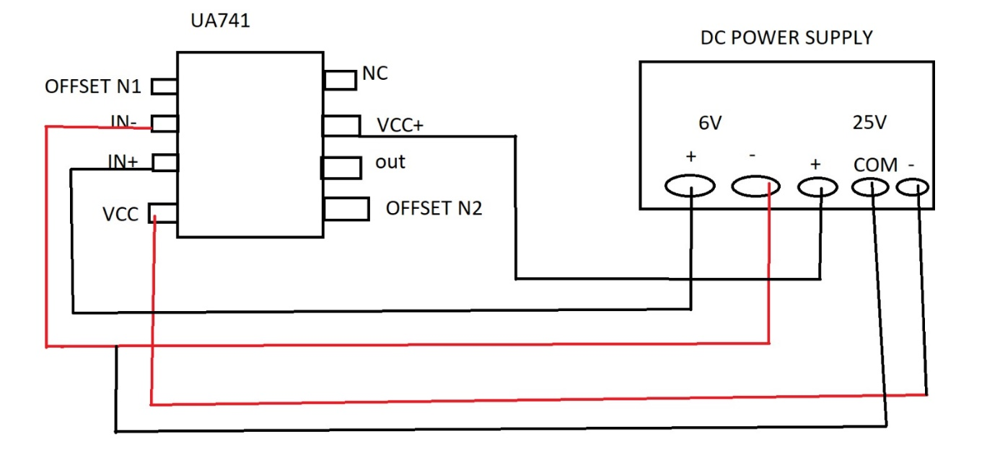 UA741
DC POWER SUPPLY
OFFSET N1
NC
IN-
VCC+
IN+
out
VCC
OFFSET N2
6V
25V
+
-
+
COM
-